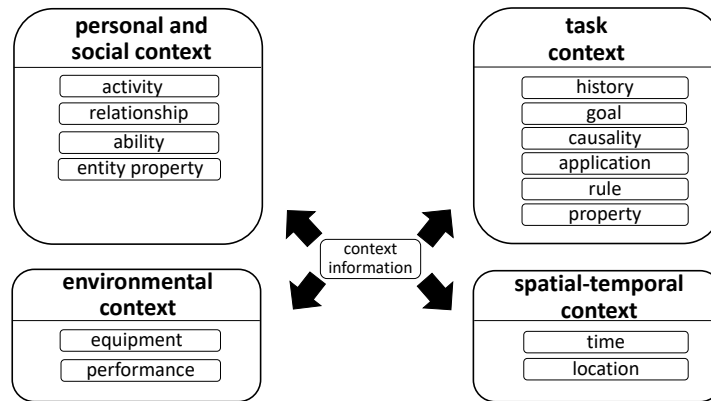 personal and
social context
activity
relationship
ability
entity property
task
context
history
goal
causality
application
rule
property
context
information
environmental
context
equipment
performance
spatial-temporal
context
time
location